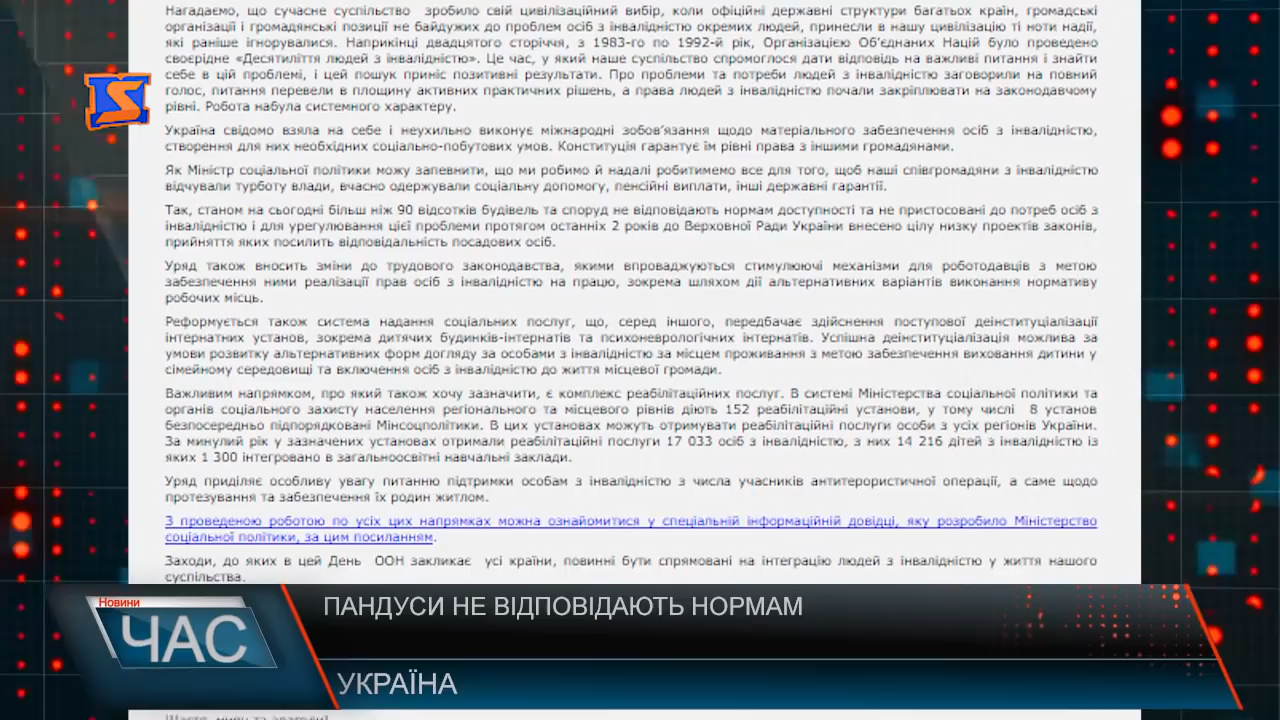 Нагадаємо, що сучасне суспільство зробило свій цивілізаційний вибір, коли офіційні державні структури багатьох країн, громадські
організації і громадянські позиції не байдужих до проблем осіб з інвалідністю окремих людей, принесли в нашу цивілізацію ті ноти надії,
які раніше ігнорувалися. Наприкінці двадцятого сторіччя, з 1983-го по 1992-й рік, Організацією Об’єднаних Націй було проведено
своєрідне «Десятиліття людей з інвалідністю». Це час, у який наше суспільство спромоглося дати відповідь на важливі питання і знайти
себе в цій проблемі, і цей пошук приніс позитивні результати. Про проблеми та потреби людей з інвалідністю заговорили на повний
голос, питання перевели в площину активних практичних рішень, а права людей з інвалідністю почали закріплювати на законодавчому
рівні. Робота набула системного характеру.
Україна свідомо взяла на себе і неухильно виконує міжнародні зобов’язання щодо матеріального забезпечення осіб з інвалідністю,
створення для них необхідних соціально-побутових умов. Конституція гарантує їм рівні права з іншими громадянами.
Як Міністр соціальної політики можу запевнити, що ми робимо й надалі робитимемо все для того, щоб наші співгромадяни з інвалідністю
відчували турботу влади, вчасно одержували соціальну допомогу, пенсійні виплати, інші державні гарантії.
Так, станом на сьогодні більш ніж 90 відсотків будівель та споруд не відповідають нормам доступності та не пристосовані до потреб осіб з
інвалідністю і для урегулювання цієї проблеми протягом останніх 2 років до Верховної Ради України внесено цілу низку проектів законів,
прийняття яких посилить відповідальність посадових осіб.
Уряд також вносить зміни до трудового законодавства, якими впроваджуються стимулюючі механізми для роботодавців з метою
забезпечення ними реалізації прав осіб з інвалідністю на працю, зокрема шляхом дії альтернативних варіантів виконання нормативу
робочих місць.
Реформується також система надання соціальних послуг, що, серед іншого, передбачає здійснення поступової деінституціалізації
інтернатних установ, зокрема дитячих будинків-інтернатів та психоневрологічних інтернатів. Успішна деінституціалізація можлива за
умови розвитку альтернативних форм догляду за особами з інвалідністю за місцем проживання з метою забезпечення виховання дитини у
сімейному середовищі та включення осіб з інвалідністю до життя місцевої громади.
Важливим напрямком, про який також хочу зазначити, є комплекс реабілітаційних послуг. В системі Міністерства соціальної політики та
органів соціального захисту населення регіонального та місцевого рівнів діють 152 реабілітаційні установи, у тому числі 8 установ
безпосередньо підпорядковані Мінсоцполітики. В цих установах можуть отримувати реабілітаційні послуги особи з усіх регіонів України.
За минулий рік у зазначених установах отримали реабілітаційні послуги 17 033 осіб з інвалідністю, з них 14 216 дітей з інвалідністю із
яких 1 300 інтегровано в загальноосвітні навчальні заклади.
Уряд приділяє особливу увагу питанню підтримки особам з інвалідністю з числа учасників антитерористичної операції, а саме щодо
протезування та забезпечення їх родин житлом.
З проведеною роботою по усіх цих напрямках можна ознайомитися у спеціальній інформаційній довідці, яку розробило Міністерство
соціальної політики, за цим посиланням.
Заходи, до яких в цей День ООН закликає усі країни, повинні бути спрямовані на інтеграцію людей з інвалідністю у життя нашого
суспільства.
Новини
ЧАС
ПАНДУСИ НЕ ВІДПОВІДАЮТЬ НОРМАМ
УКРАЇНА